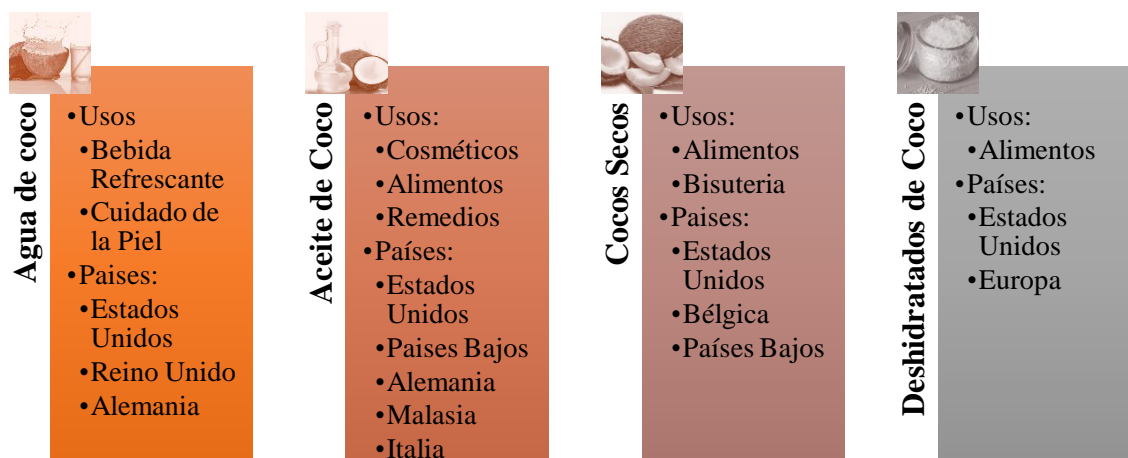 Agua de coco
•Usos
•Bebida
Refrescante
•Cuidado de
la Piel
•Paises:
•Estados
Unidos
•Reino Unido
•Alemania
Aceite de Coco
•Usos:
•Cosméticos
•Alimentos
•Remedios
•Países:
•Estados
Unidos
•Paises Bajos
•Alemania
•Malasia
•Italia
Cocos Secos
•Usos:
•Alimentos
•Bisuteria
•Paises:
•Estados
Unidos
•Bélgica
•Países Bajos
Deshidratados de Coco
•Usos:
•Alimentos
•Países:
•Estados
Unidos
•Europa